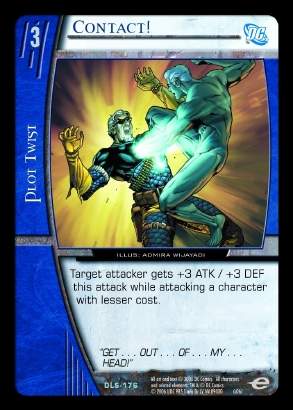 3
CONTACT!
DC
PLOT TWIST
ILLUS: ADMIRA WIJAYADI
Target attacker gets +3 ATK / +3 DEF
this attack while attacking a character
with lesser cost.
"GET . . . OUT . . . OF . . . MY . . .
HEAD!"
DLS-176